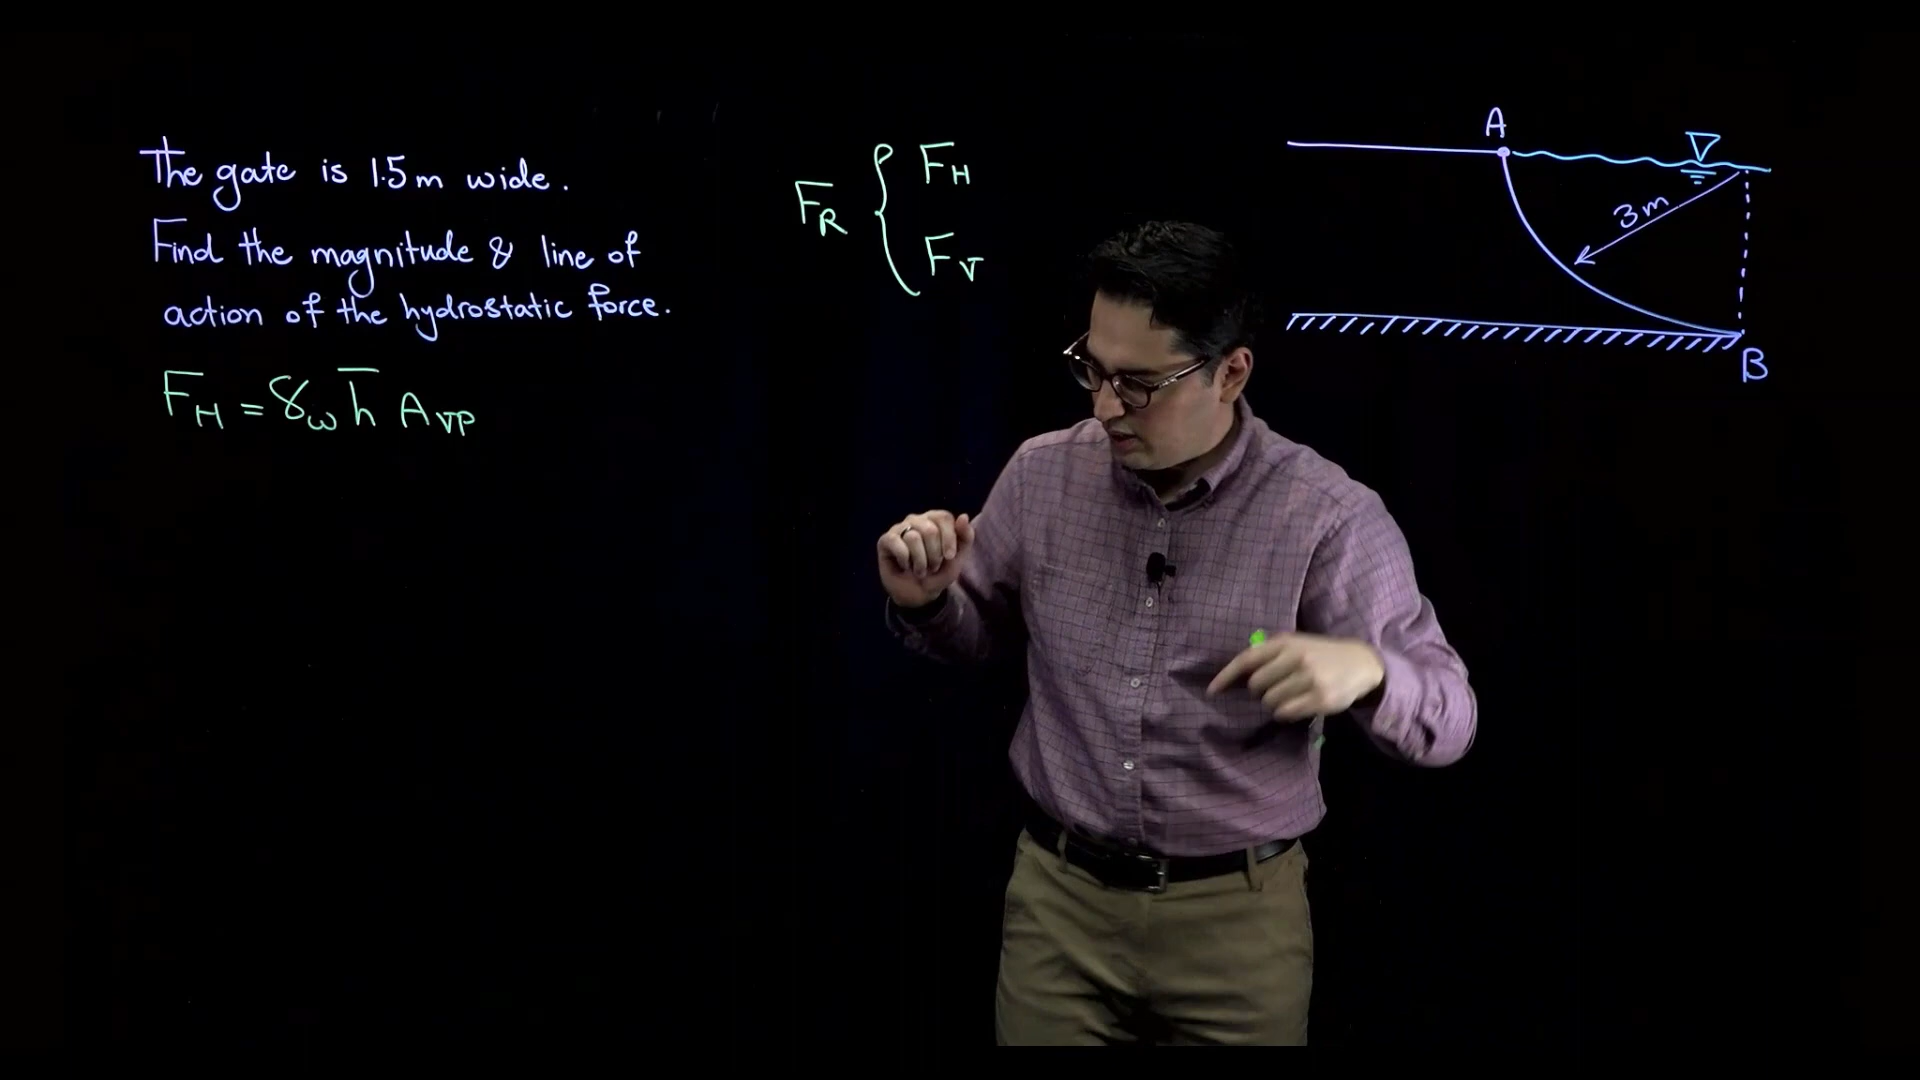 The gate is 1.5 m wide.
Find the magnitude & line of
action of the hydrostatic force.
F_H = γ_ω h̄ A_VP
F_R { F_H
F_V
A
3 m
B